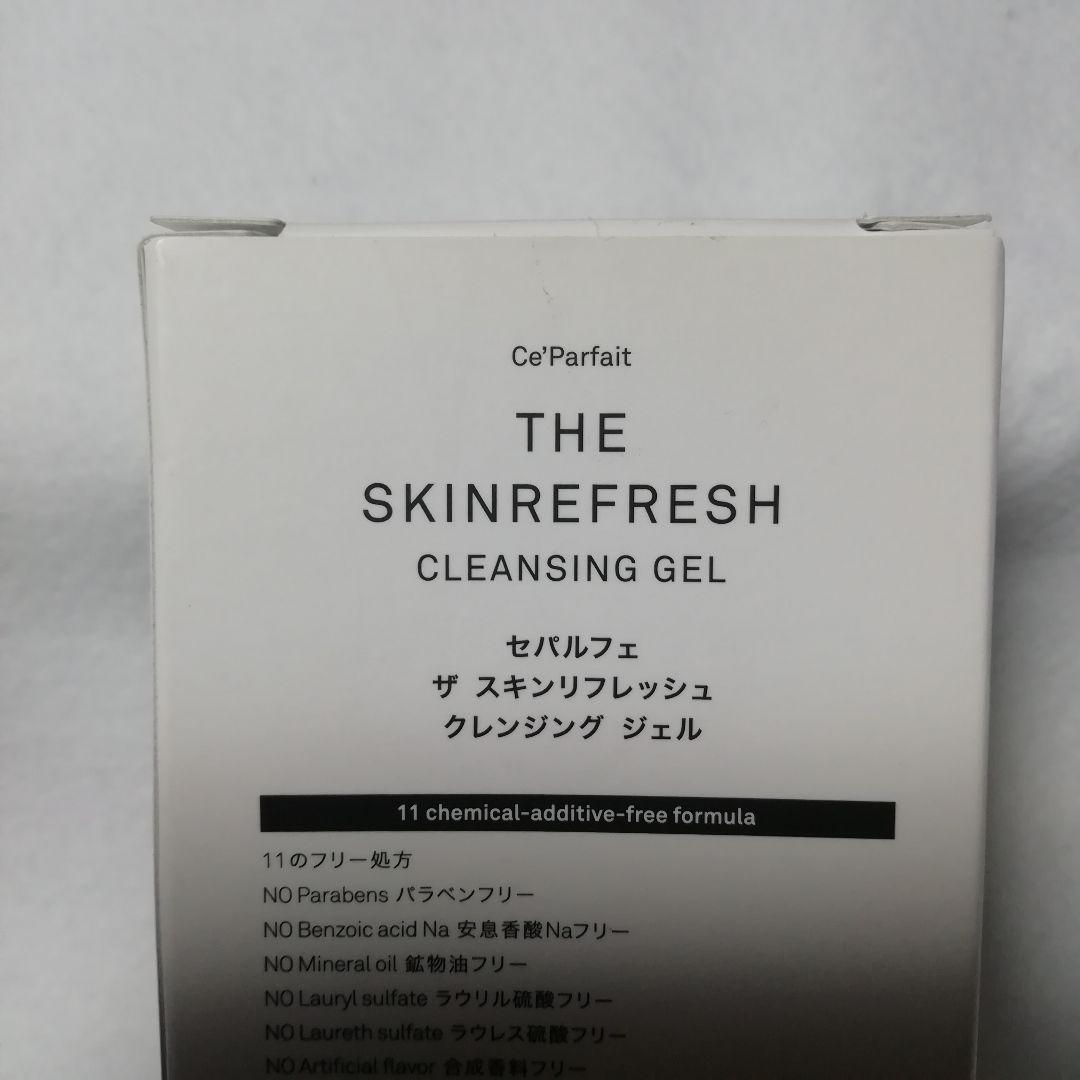 Ce'Parfait
THE
SKINREFRESH
CLEANSING GEL
セパルフェ
ザ スキンリフレッシュ
クレンジング ジェル
11 chemical-additive-free formula
11のフリー処方
NO Parabens パラベンフリー
NO Benzoic acid Na 安息香酸Naフリー
NO Mineral oil 鉱物油フリー
NO Lauryl sulfate ラウリル硫酸フリー
NO Laureth sulfate ラウレス硫酸フリー
NO Artificial flavor 合成香料フリー